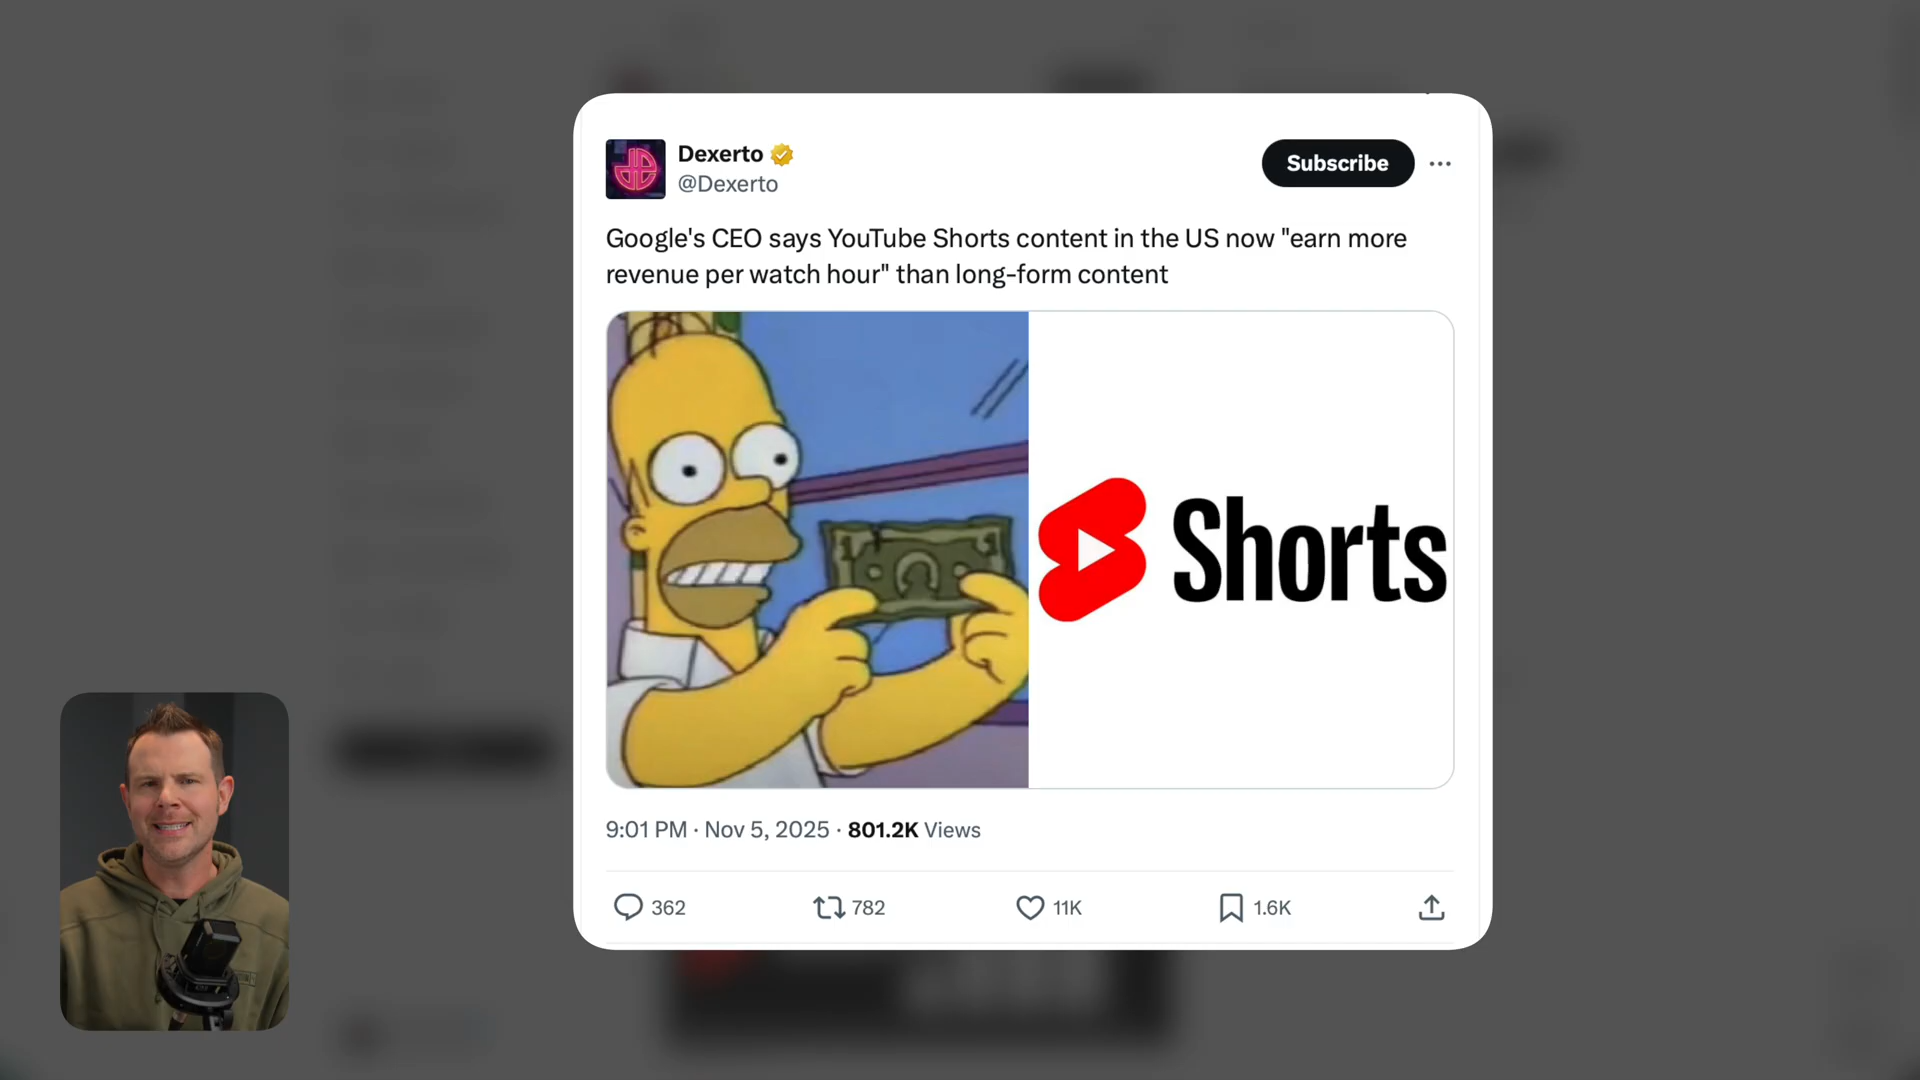 Dexerto
@Dexerto
Subscribe
Google's CEO says YouTube Shorts content in the US now "earn more
revenue per watch hour" than long-form content
Shorts
9:01 PM · Nov 5, 2025 · 801.2K Views
362
782
11K
1.6K